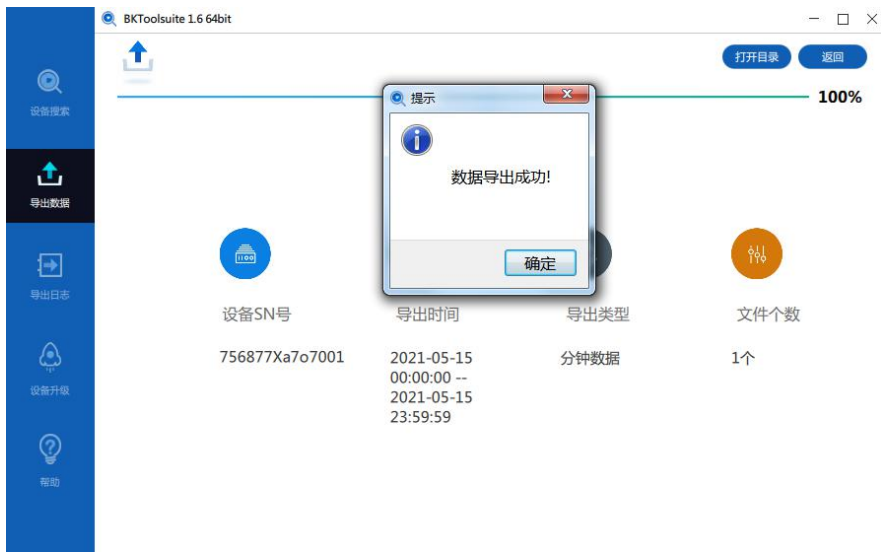 BKToolsuite 1.6 64bit
打开目录
返回
设备搜索
100%
提示
数据导出成功!
确定
导出数据
导出日志
设备升级
帮助
设备SN号
导出时间
导出类型
文件个数
756877Xa7o7001
2021-05-15
00:00:00 --
2021-05-15
23:59:59
分钟数据
1个